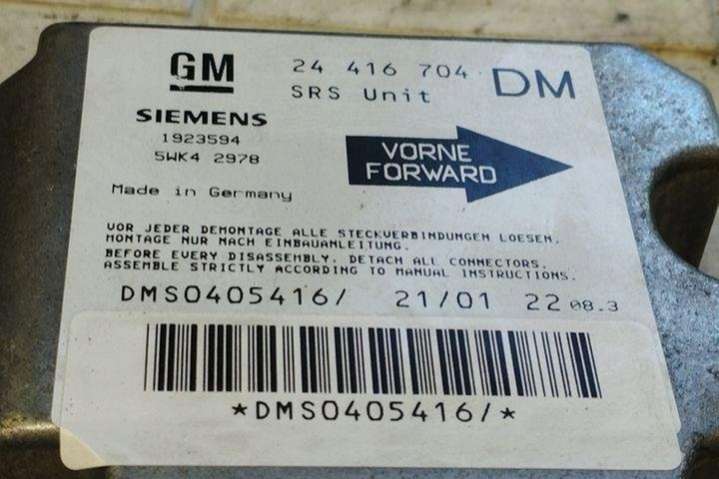 GM 24 416 704 DM
SRS Unit
SIEMENS
1923594
5WK4 2978
VORNE
FORWARD
Made in Germany
VOR JEDER DEMONTAGE ALLE STECKVERBINDUNGEN LOESEN.
MONTAGE NUR NACH EINBAUANLEITUNG.
BEFORE EVERY DISASSEMBLY, DETACH ALL CONNECTORS.
ASSEMBLE STRICTLY ACCORDING TO MANUAL INSTRUCTIONS.
DMS0405416/ 21/01 22 08.3
*DMS0405416/*